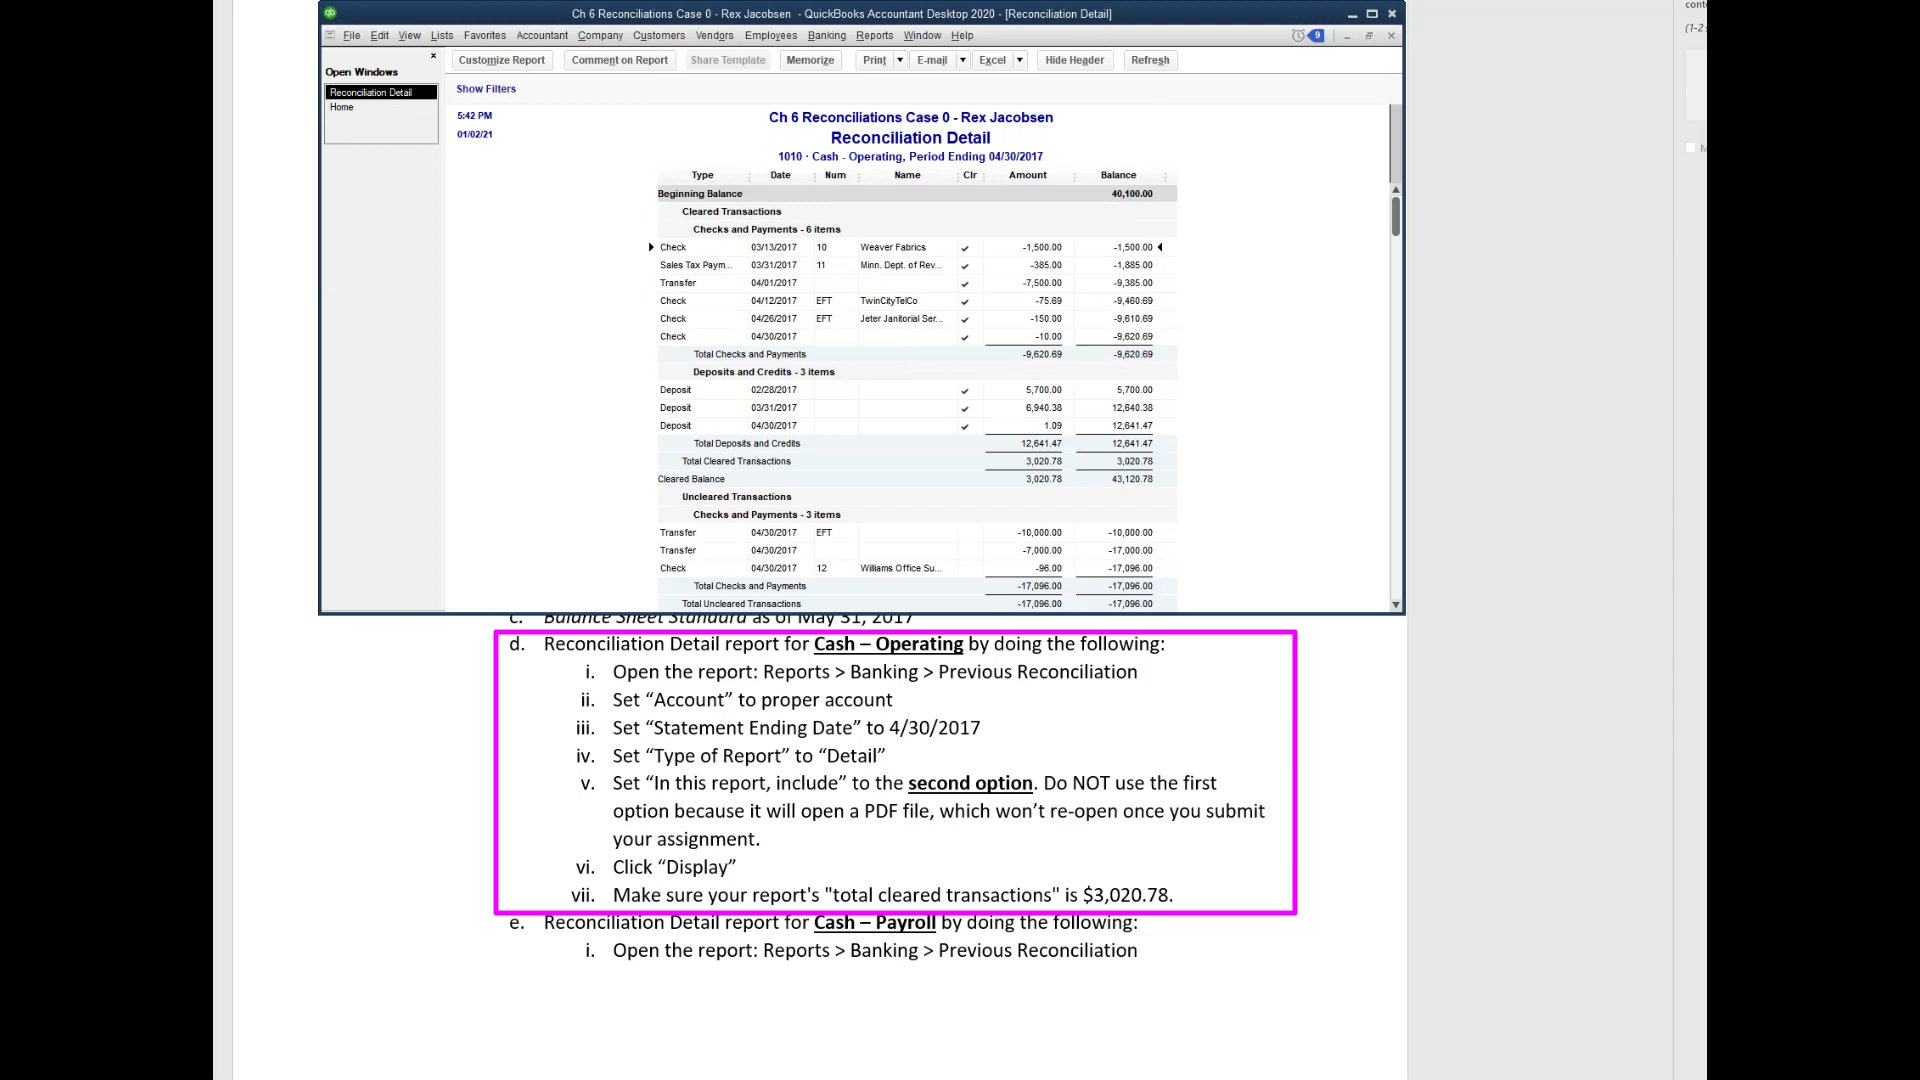 Ch 6 Reconciliations Case 0 - Rex Jacobsen - QuickBooks Accountant Desktop 2020 - [Reconciliation Detail]
File Edit View Lists Favorites Accountant Company Customers Vendors Employees Banking Reports Window Help 9
Open Windows
Reconciliation Detail
Home
Customize Report Comment on Report Share Template Memorize Print E-mail Excel Hide Header Refresh
Show Filters
5:42 PM
01/02/21
Ch 6 Reconciliations Case 0 - Rex Jacobsen
Reconciliation Detail
1010 · Cash - Operating, Period Ending 04/30/2017
Type Date Num Name Clr Amount Balance
Beginning Balance 40,100.00
Cleared Transactions
Checks and Payments - 6 items
Check 03/13/2017 10 Weaver Fabrics ✓ -1,500.00 -1,500.00
Sales Tax Paym... 03/31/2017 11 Minn. Dept. of Rev... ✓ -385.00 -1,885.00
Transfer 04/01/2017 ✓ -7,500.00 -9,385.00
Check 04/12/2017 EFT TwinCityTelCo ✓ -75.69 -9,460.69
Check 04/26/2017 EFT Jeter Janitorial Ser... ✓ -150.00 -9,610.69
Check 04/30/2017 ✓ -10.00 -9,620.69
Total Checks and Payments -9,620.69 -9,620.69
Deposits and Credits - 3 items
Deposit 02/28/2017 ✓ 5,700.00 5,700.00
Deposit 03/31/2017 ✓ 6,940.38 12,640.38
Deposit 04/30/2017 ✓ 1.09 12,641.47
Total Deposits and Credits 12,641.47 12,641.47
Total Cleared Transactions 3,020.78 3,020.78
Cleared Balance 3,020.78 43,120.78
Uncleared Transactions
Checks and Payments - 3 items
Transfer 04/30/2017 EFT -10,000.00 -10,000.00
Transfer 04/30/2017 -7,000.00 -17,000.00
Check 04/30/2017 12 Williams Office Su... -96.00 -17,096.00
Total Checks and Payments -17,096.00 -17,096.00
Total Uncleared Transactions -17,096.00 -17,096.00
c. Balance Sheet Standard as of May 31, 2017
d. Reconciliation Detail report for Cash – Operating by doing the following:
i. Open the report: Reports > Banking > Previous Reconciliation
ii. Set “Account” to proper account
iii. Set “Statement Ending Date” to 4/30/2017
iv. Set “Type of Report” to “Detail”
v. Set “In this report, include” to the second option. Do NOT use the first
option because it will open a PDF file, which won’t re-open once you submit
your assignment.
vi. Click “Display”
vii. Make sure your report's "total cleared transactions" is $3,020.78.
e. Reconciliation Detail report for Cash – Payroll by doing the following:
i. Open the report: Reports > Banking > Previous Reconciliation